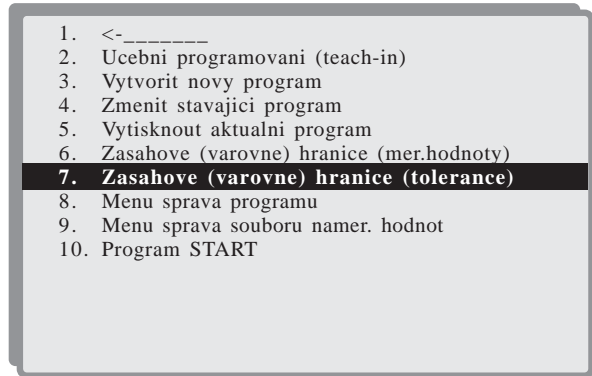 1. <-_______
2. Ucebni programovani (teach-in)
3. Vytvorit novy program
4. Zmenit stavajici program
5. Vytisknout aktualni program
6. Zasahove (varovne) hranice (mer.hodnoty)
7. Zasahove (varovne) hranice (tolerance)
8. Menu sprava programu
9. Menu sprava souboru namer. hodnot
10. Program START